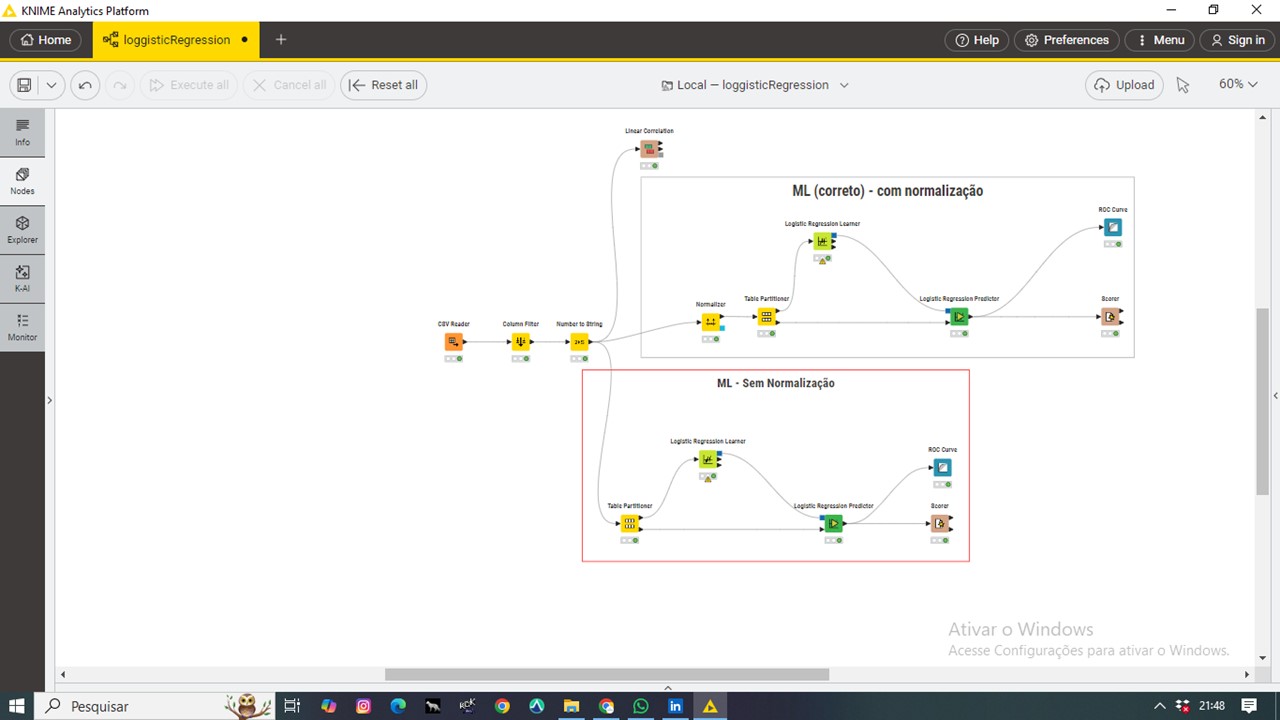 KNIME Analytics Platform
Home
loggisticRegression
Help
Preferences
Menu
Sign in
Execute all
Cancel all
Reset all
Local — loggisticRegression
Upload
60%
Info
Nodes
Explorer
K-AI
Monitor
Linear Correlation
ML (correto) - com normalização
ROC Curve
Logistic Regression Learner
Normalizer
Table Partitioner
Logistic Regression Predictor
Scorer
CSV Reader
Column Filter
Number to String
ML - Sem Normalização
Logistic Regression Learner
ROC Curve
Table Partitioner
Logistic Regression Predictor
Scorer
Ativar o Windows
Acesse Configurações para ativar o Windows.
Pesquisar
21:48